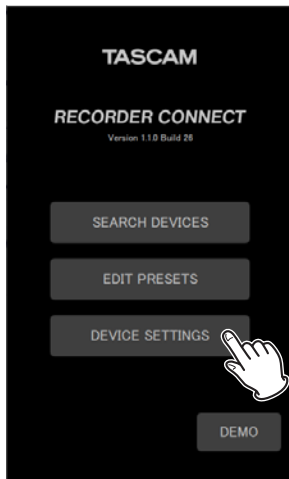 TASCAM
RECORDER CONNECT
Version 1.1.0 Build 26
SEARCH DEVICES
EDIT PRESETS
DEVICE SETTINGS
DEMO